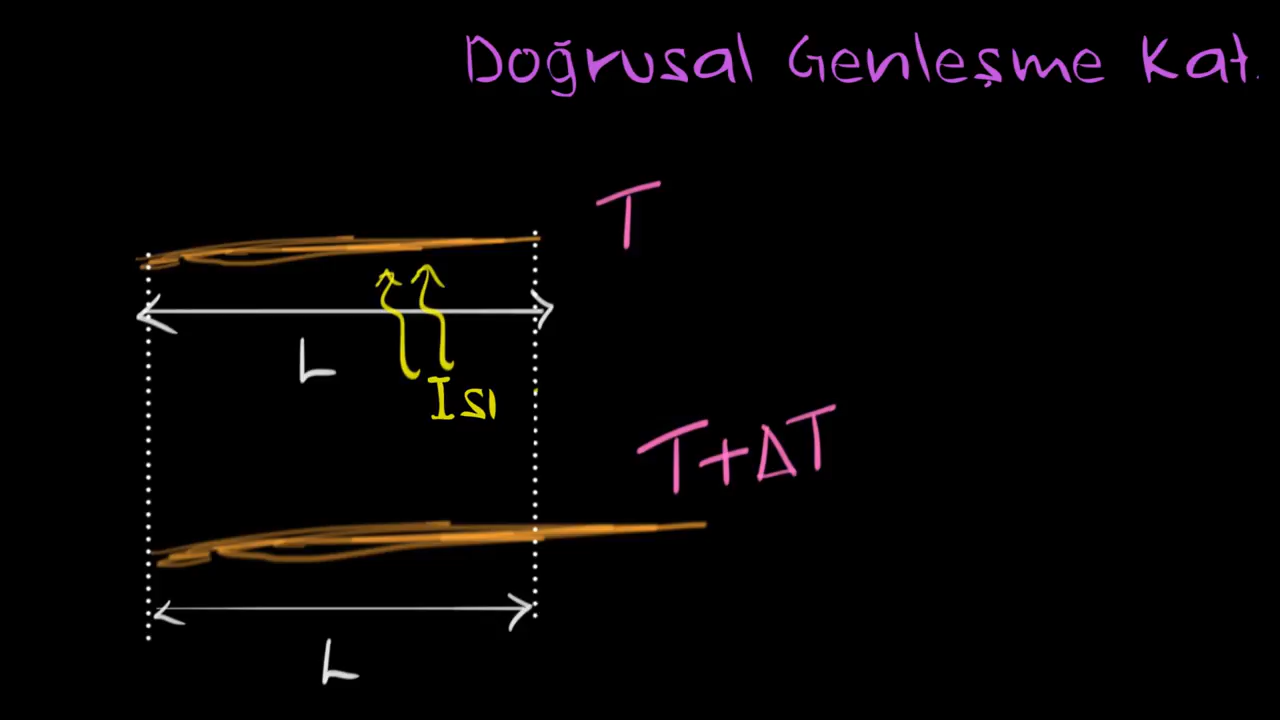 Doğrusal Genleşme Kat.
T
L
Isı
T+ΔT
L